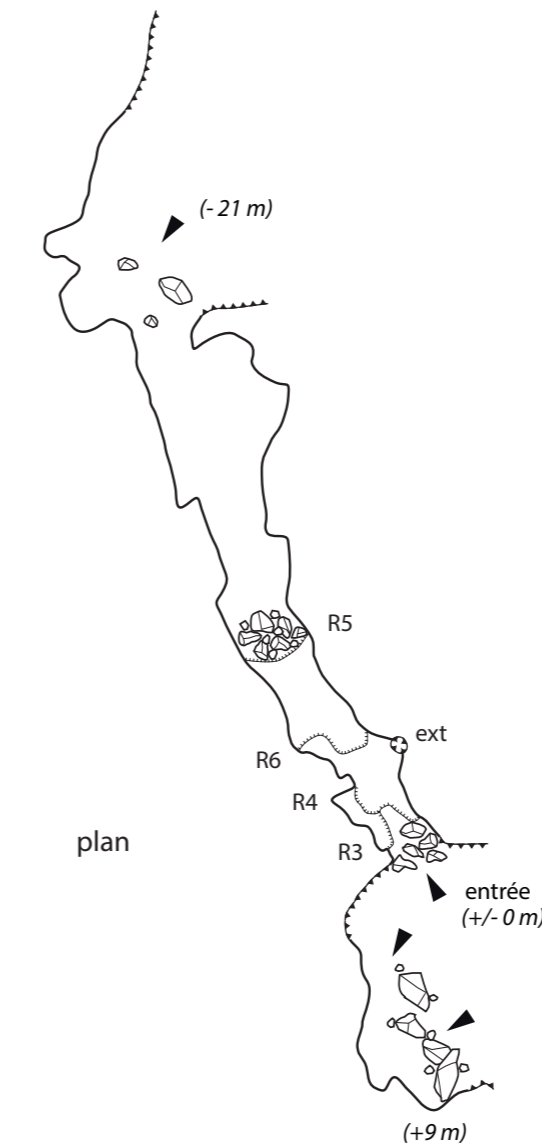 (- 21 m)
R5
ext
R6
R4
plan
R3
entrée
(+/- 0 m)
(+9 m)